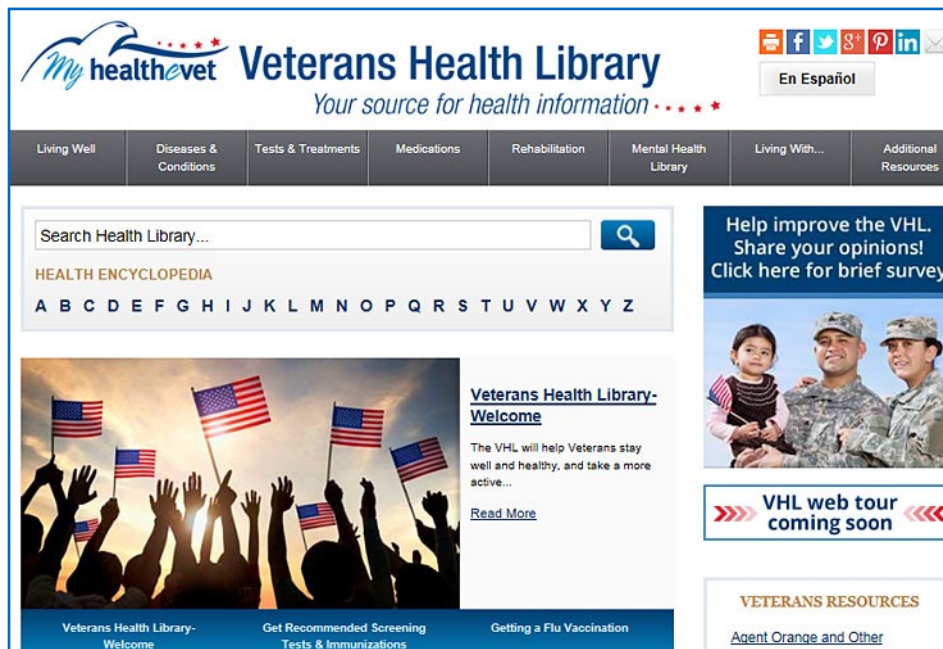 My healthevet
Veterans Health Library
Your source for health information
g+
in
En Español
Living Well
Diseases &
Conditions
Tests & Treatments
Medications
Rehabilitation
Mental Health
Library
Living With...
Additional
Resources
Search Health Library...
HEALTH ENCYCLOPEDIA
A B C D E F G H I J K L M N O P Q R S T U V W X Y Z
Help improve the VHL.
Share your opinions!
Click here for brief survey
Veterans Health Library-
Welcome
The VHL will help Veterans stay
well and healthy, and take a more
active...
Read More
VHL web tour
coming soon
Veterans Health Library-
Welcome
Get Recommended Screening
Tests & Immunizations
Getting a Flu Vaccination
VETERANS RESOURCES
Agent Orange and Other